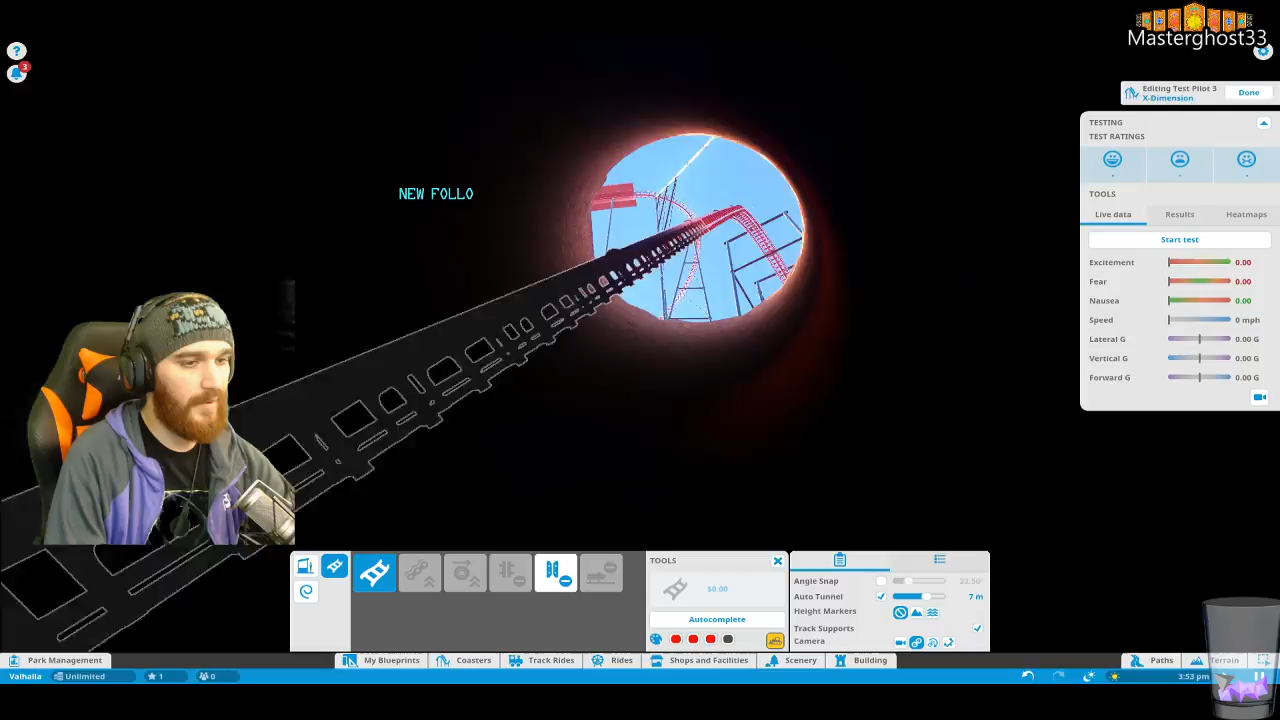 Masterghost33
?
3
Editing Test Pilot 3
X-Dimension
Done
TESTING
TEST RATINGS
-
-
-
NEW FOLLO
TOOLS
Live data
Results
Heatmaps
Start test
Excitement
0.00
Fear
0.00
Nausea
0.00
Speed
0 mph
Lateral G
0.00 G
Vertical G
0.00 G
Forward G
0.00 G
TOOLS
$0.00
Autocomplete
Angle Snap
22.50°
Auto Tunnel
7 m
Height Markers
Track Supports
Camera
Park Management
My Blueprints
Coasters
Track Rides
Rides
Shops and Facilities
Scenery
Building
Paths
Terrain
Valhalla
Unlimited
1
0
3:53 pm